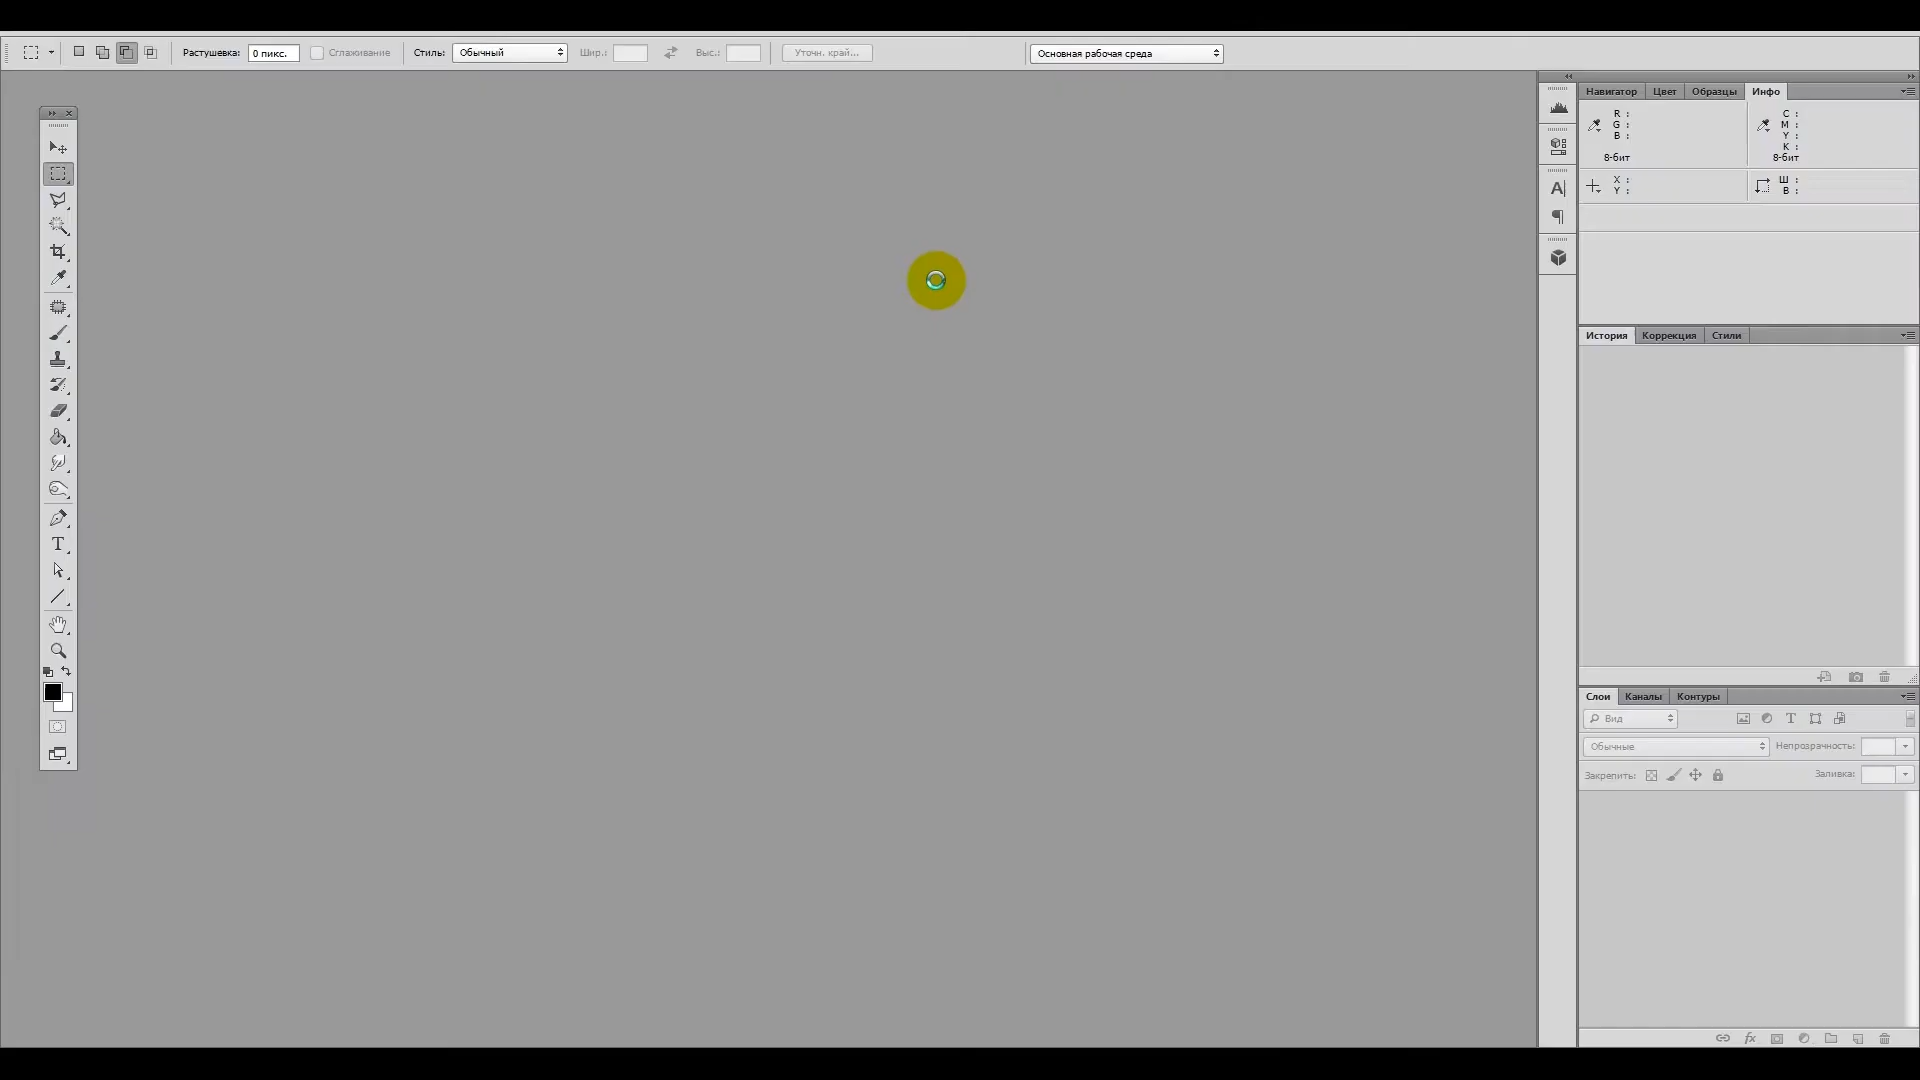 Растушевка: 0 пикс. Сглаживание Стиль: Обычный Шир.: Выс.: Уточн. край... Основная рабочая среда
Навигатор Цвет Образцы Инфо
R : C :
G : M :
B : Y :
K :
8-бит 8-бит
X : Ш :
Y : В :
История Коррекция Стили
Слои Каналы Контуры
Вид
Обычные Непрозрачность:
Закрепить: Заливка: